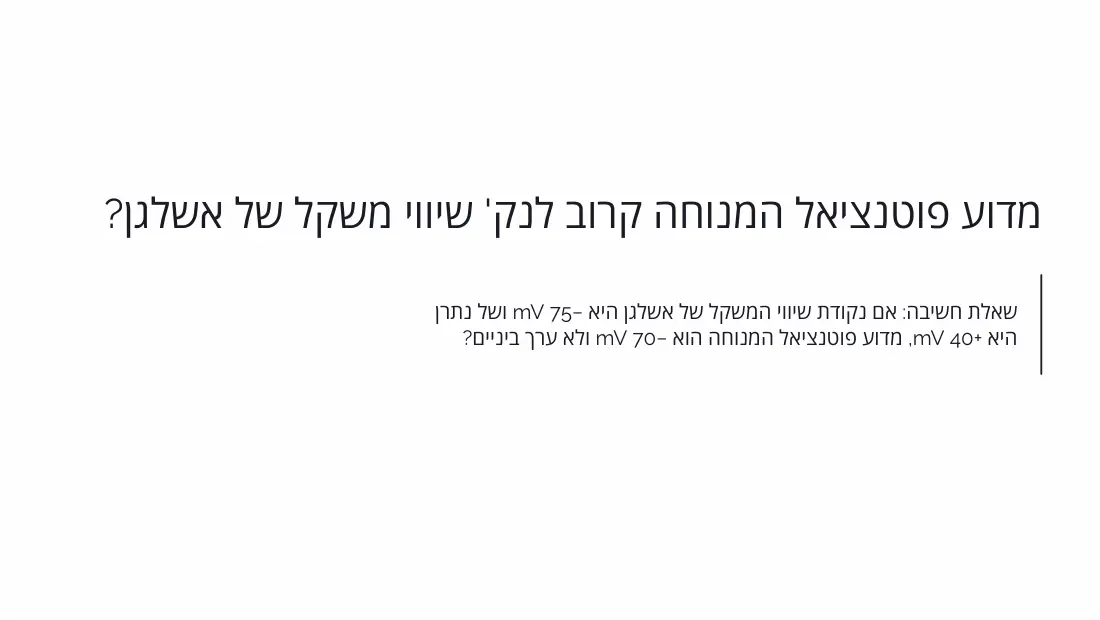 מדוע פוטנציאל המנוחה קרוב לנק' שיווי משקל של אשלגן?
שאלת חשיבה: אם נקודת שיווי המשקל של אשלגן היא −75 mV ושל נתרן
היא +40 mV, מדוע פוטנציאל המנוחה הוא −70 mV ולא ערך ביניים?